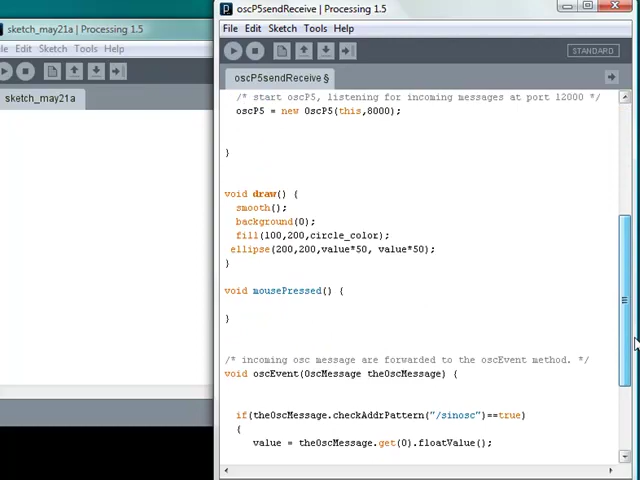 sketch_may21a | Processing 1.5
File Edit Sketch Tools Help
sketch_may21a
oscP5sendReceive | Processing 1.5
File Edit Sketch Tools Help
STANDARD
oscP5sendReceive §
/* start oscP5, listening for incoming messages at port 12000 */
oscP5 = new OscP5(this,8000);
}
void draw() {
smooth();
background(0);
fill(100,200,circle_color);
ellipse(200,200,value*50, value*50);
}
void mousePressed() {
}
/* incoming osc message are forwarded to the oscEvent method. */
void oscEvent(OscMessage theOscMessage) {
if(theOscMessage.checkAddrPattern("/sinosc")==true)
{
value = theOscMessage.get(0).floatValue();